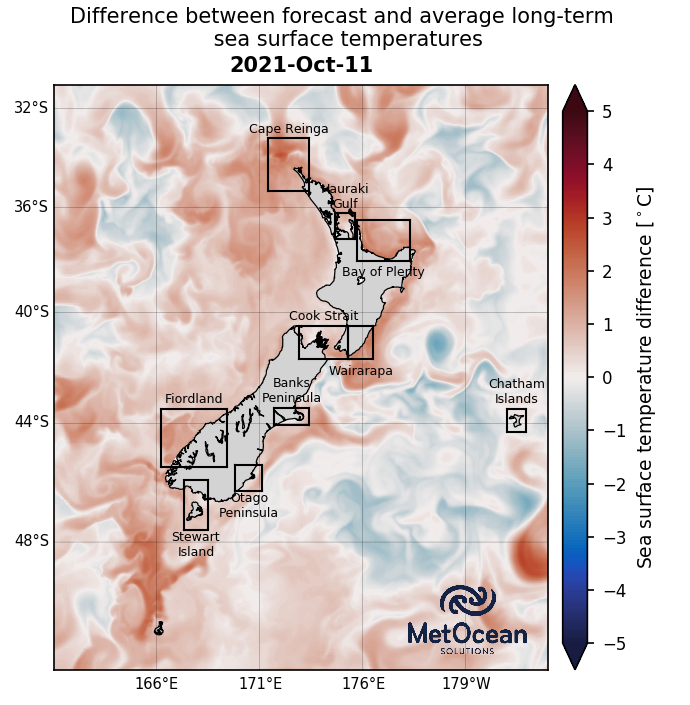 Difference between forecast and average long-term
sea surface temperatures
2021-Oct-11
32°S
36°S
40°S
44°S
48°S
Cape Reinga
Hauraki
Gulf
Bay of Plenty
Cook Strait
Wairarapa
Banks
Peninsula
Fiordland
Chatham
Islands
Otago
Peninsula
Stewart
Island
MetOcean
SOLUTIONS
166°E
171°E
176°E
179°W
5
4
3
2
1
0
−1
−2
−3
−4
−5
Sea surface temperature difference [°C]